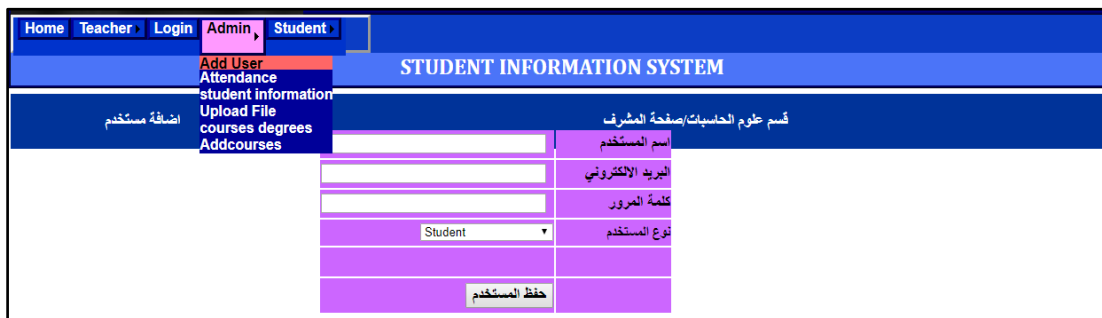 Home Teacher Login Admin Student
Add User
Attendance
student information
Upload File
courses degrees
Addcourses
STUDENT INFORMATION SYSTEM
قسم علوم الحاسبات/صفحة المشرف
اضافة مستخدم
اسم المستخدم
البريد الالكتروني
كلمة المرور
نوع المستخدم
Student
حفظ المستخدم